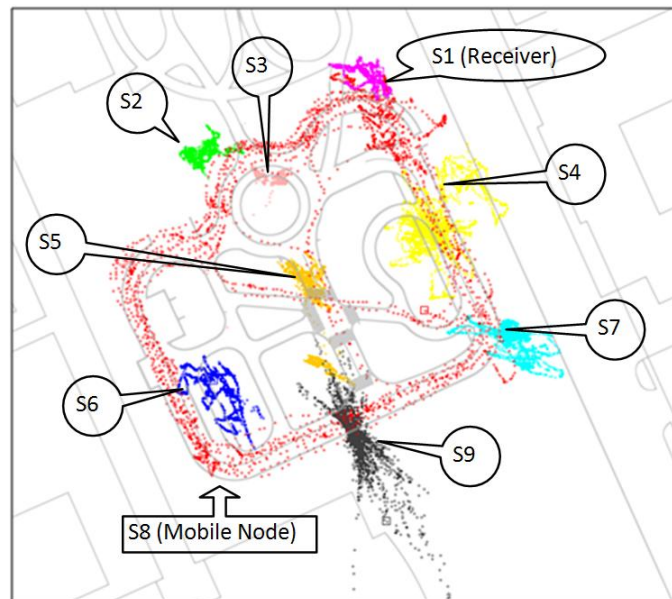 S1 (Receiver)
S3
S2
S4
S5
S7
S6
S9
S8 (Mobile Node)